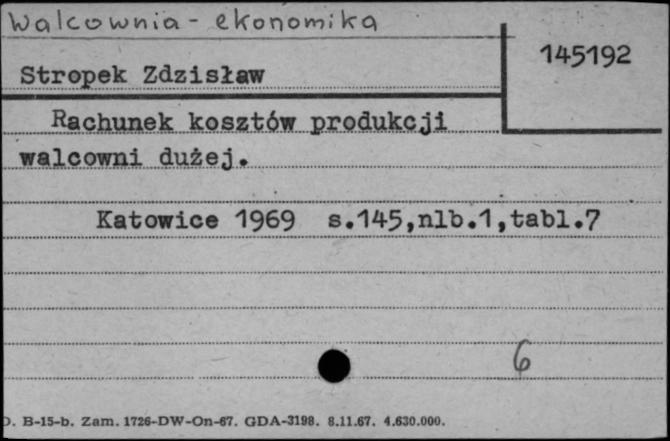 Walcownia - ekonomika
145192
Stropek Zdzisław
Rachunek kosztów produkcji
walcowni dużej.
Katowice 1969 s.145,nlb.1,tabl.7
6
B-15-b. Zam. 1726-DW-On-67. GDA-3198. 8.11.67. 4.630.000.